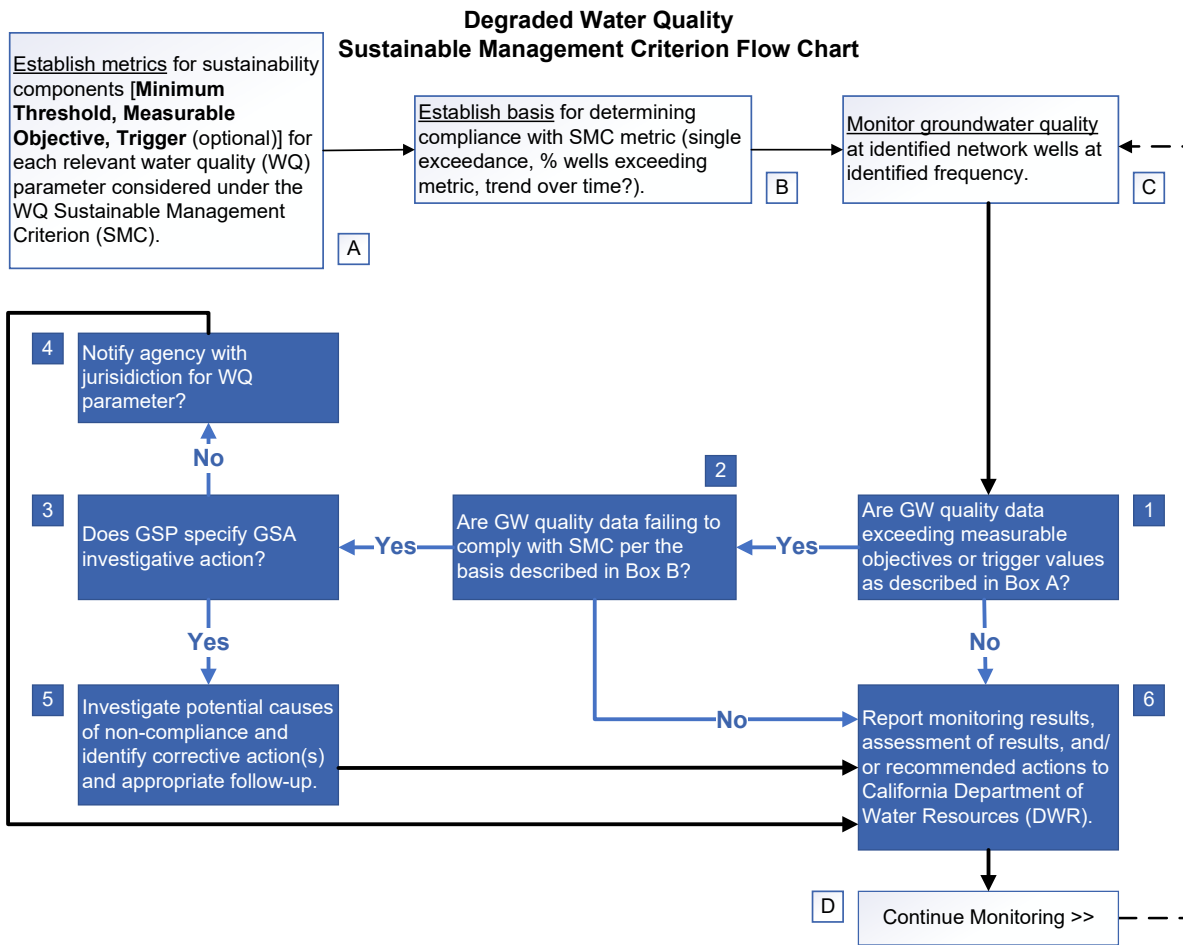 Degraded Water Quality
Sustainable Management Criterion Flow Chart
Establish metrics for sustainability
components [Minimum
Threshold, Measurable
Objective, Trigger (optional)] for
each relevant water quality (WQ)
parameter considered under the
WQ Sustainable Management
Criterion (SMC).
A
Establish basis for determining
compliance with SMC metric (single
exceedance, % wells exceeding
metric, trend over time?).
B
Monitor groundwater quality
at identified network wells at
identified frequency.
C
4
Notify agency with
jurisidiction for WQ
parameter?
No
3
Does GSP specify GSA
investigative action?
Yes
2
Are GW quality data failing to
comply with SMC per the
basis described in Box B?
Yes
1
Are GW quality data
exceeding measurable
objectives or trigger values
as described in Box A?
Yes
No
5
Investigate potential causes
of non-compliance and
identify corrective action(s)
and appropriate follow-up.
No
6
Report monitoring results,
assessment of results, and/
or recommended actions to
California Department of
Water Resources (DWR).
D
Continue Monitoring >>